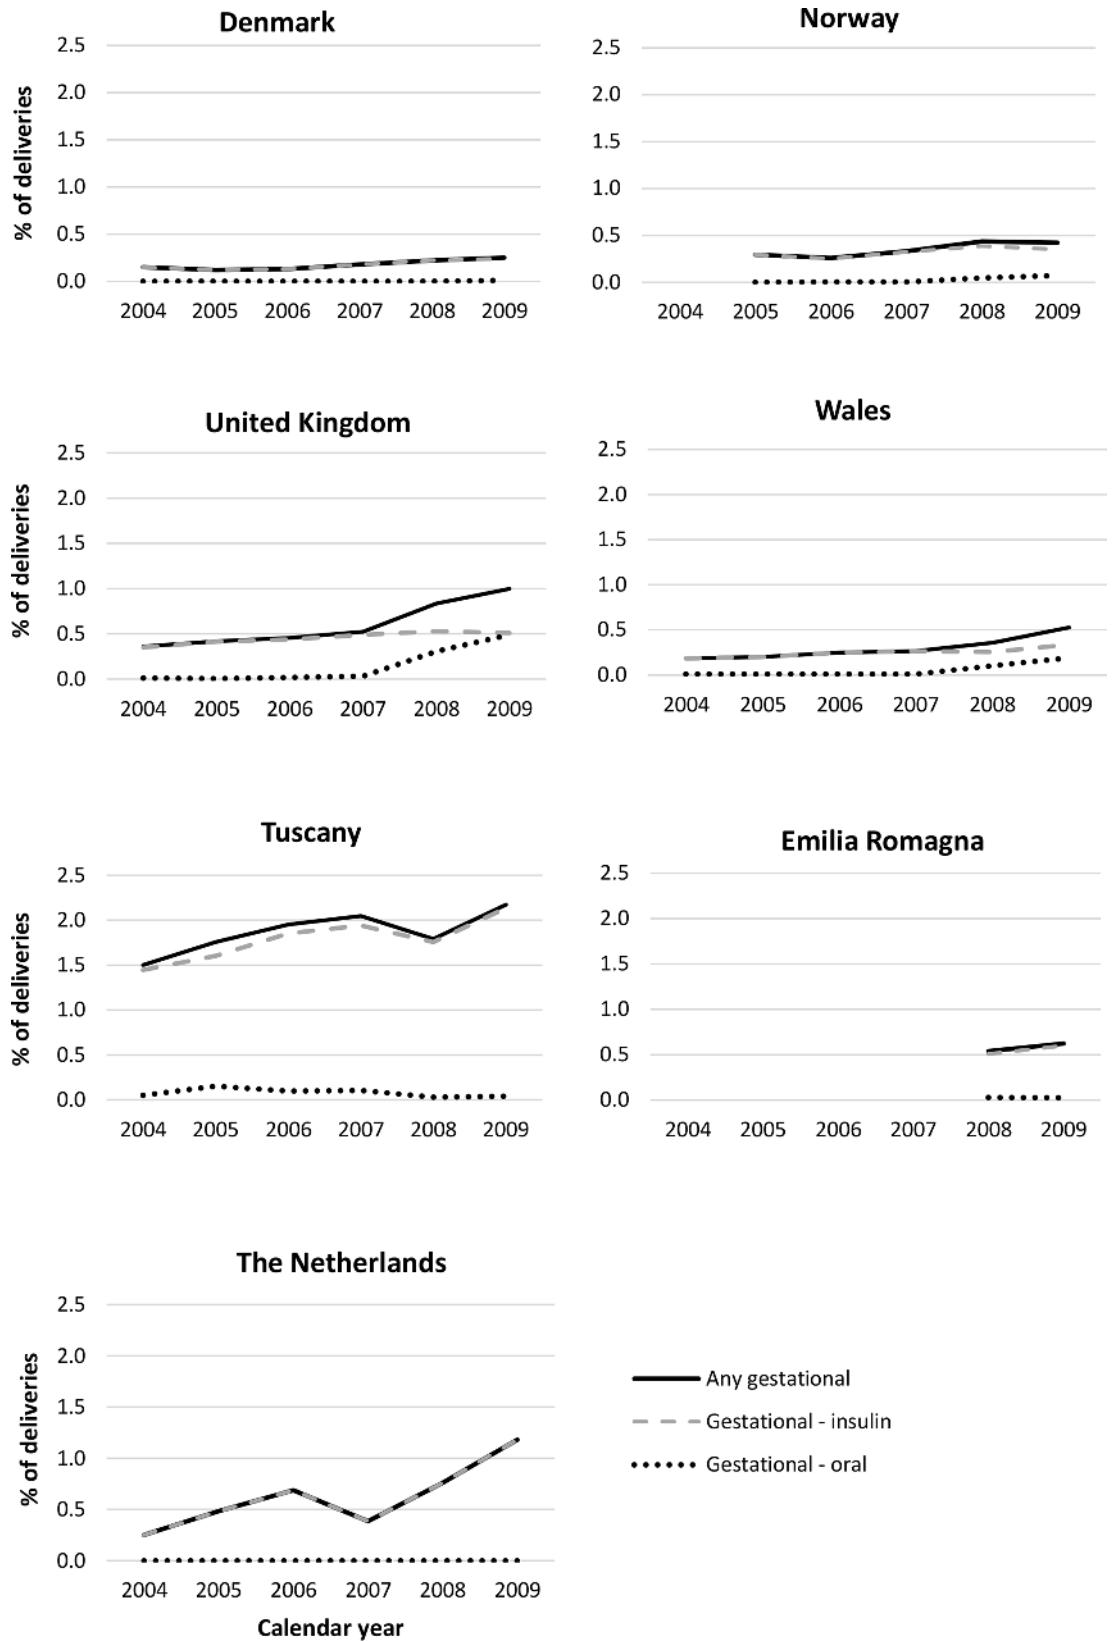 Denmark
% of deliveries
2.5
2.0
1.5
1.0
0.5
0.0
2004 2005 2006 2007 2008 2009
Norway
2.5
2.0
1.5
1.0
0.5
0.0
2004 2005 2006 2007 2008 2009
United Kingdom
% of deliveries
2.5
2.0
1.5
1.0
0.5
0.0
2004 2005 2006 2007 2008 2009
Wales
2.5
2.0
1.5
1.0
0.5
0.0
2004 2005 2006 2007 2008 2009
Tuscany
% of deliveries
2.5
2.0
1.5
1.0
0.5
0.0
2004 2005 2006 2007 2008 2009
Emilia Romagna
2.5
2.0
1.5
1.0
0.5
0.0
2004 2005 2006 2007 2008 2009
The Netherlands
% of deliveries
2.5
2.0
1.5
1.0
0.5
0.0
2004 2005 2006 2007 2008 2009
Calendar year
Any gestational
Gestational - insulin
Gestational - oral